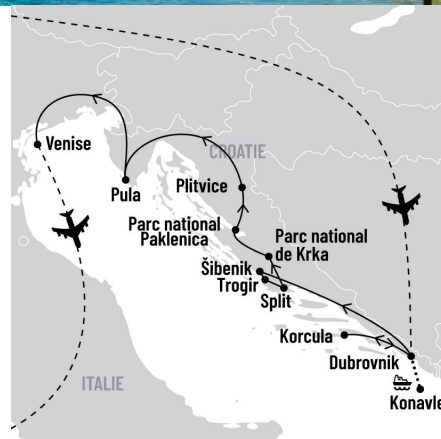 Venise
CROATIE
Pula
Plitvice
Parc national
Paklenica
Parc national
de Krka
Šibenik
Trogir
Split
Korcula
Dubrovnik
ITALIE
Konavle